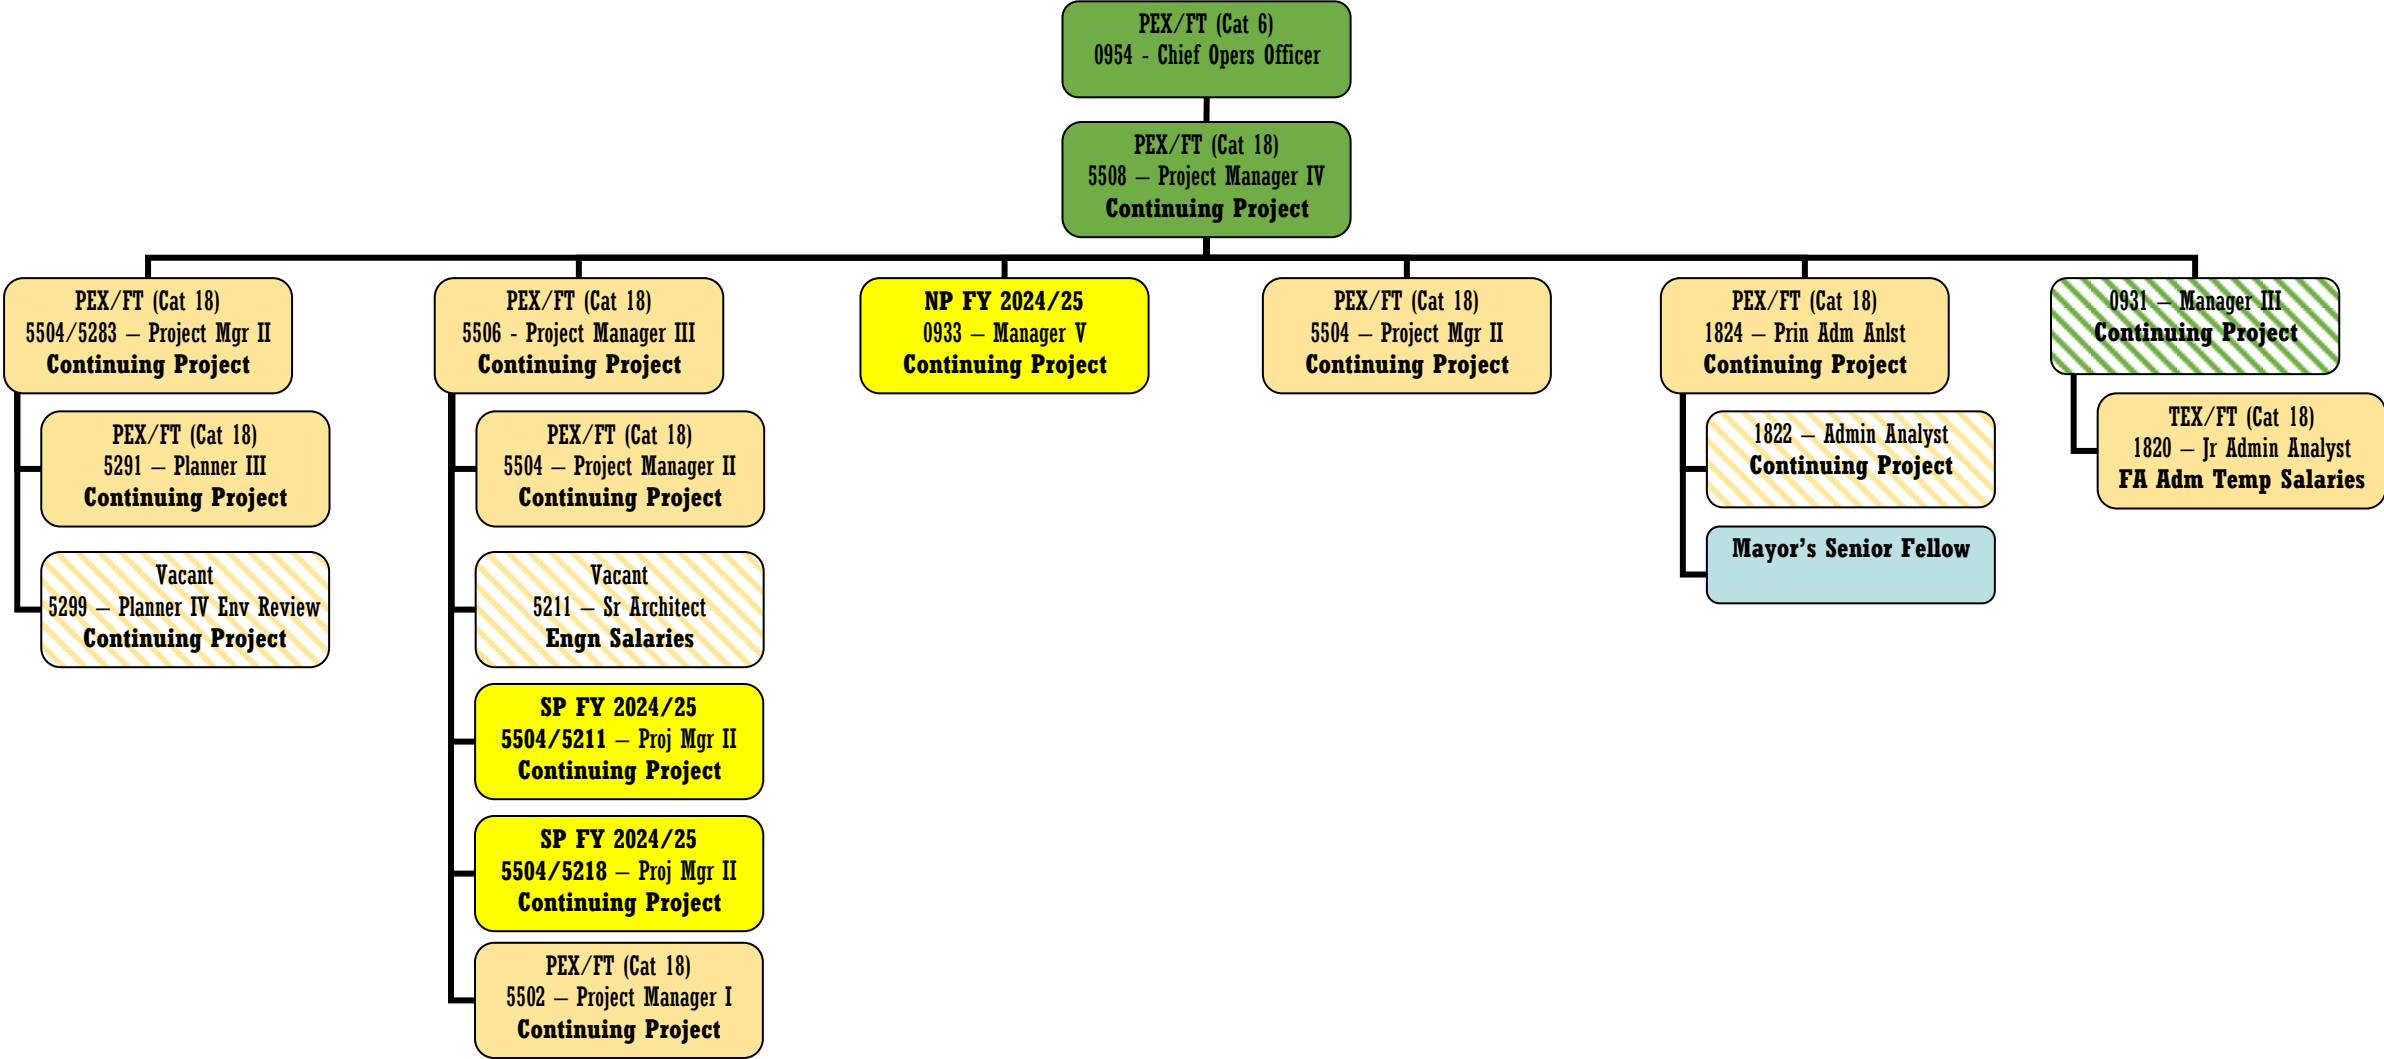 PEX/FT (Cat 6)
0954 - Chief Opers Officer
PEX/FT (Cat 18)
5508 – Project Manager IV
Continuing Project
PEX/FT (Cat 18)
5504/5283 – Project Mgr II
Continuing Project
PEX/FT (Cat 18)
5291 – Planner III
Continuing Project
Vacant
5299 – Planner IV Env Review
Continuing Project
PEX/FT (Cat 18)
5506 - Project Manager III
Continuing Project
PEX/FT (Cat 18)
5504 – Project Manager II
Continuing Project
Vacant
5211 – Sr Architect
Engn Salaries
SP FY 2024/25
5504/5211 – Proj Mgr II
Continuing Project
SP FY 2024/25
5504/5218 – Proj Mgr II
Continuing Project
PEX/FT (Cat 18)
5502 – Project Manager I
Continuing Project
NP FY 2024/25
0933 – Manager V
Continuing Project
PEX/FT (Cat 18)
5504 – Project Mgr II
Continuing Project
PEX/FT (Cat 18)
1824 – Prin Adm Anlst
Continuing Project
1822 – Admin Analyst
Continuing Project
Mayor’s Senior Fellow
0931 – Manager III
Continuing Project
TEX/FT (Cat 18)
1820 – Jr Admin Analyst
FA Adm Temp Salaries